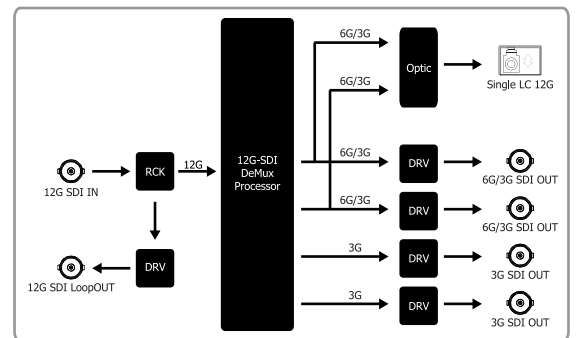 6G/3G
Optic
Single LC 12G
6G/3G
12G SDI IN
RCK
12G
12G-SDI
DeMux
Processor
6G/3G
DRV
6G/3G SDI OUT
6G/3G
DRV
6G/3G SDI OUT
12G SDI LoopOUT
DRV
3G
DRV
3G SDI OUT
3G
DRV
3G SDI OUT